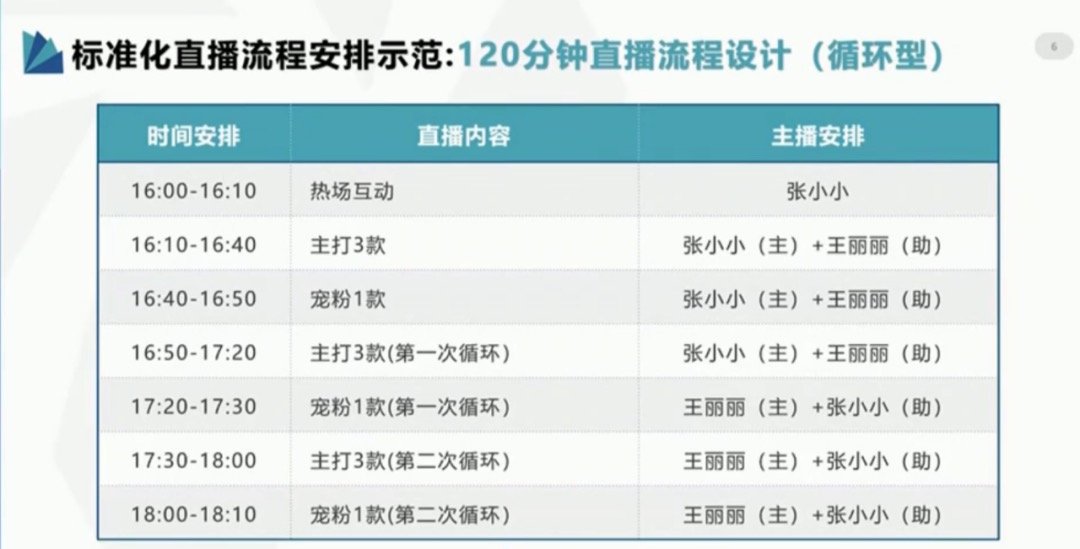 标准化直播流程安排示范:120分钟直播流程设计（循环型）
6
时间安排 直播内容 主播安排
16:00-16:10 热场互动 张小小
16:10-16:40 主打3款 张小小（主）+王丽丽（助）
16:40-16:50 宠粉1款 张小小（主）+王丽丽（助）
16:50-17:20 主打3款(第一次循环） 张小小（主）+王丽丽（助）
17:20-17:30 宠粉1款(第一次循环） 王丽丽（主）+张小小（助）
17:30-18:00 主打3款(第二次循环） 王丽丽（主）+张小小（助）
18:00-18:10 宠粉1款(第二次循环） 王丽丽（主）+张小小（助）